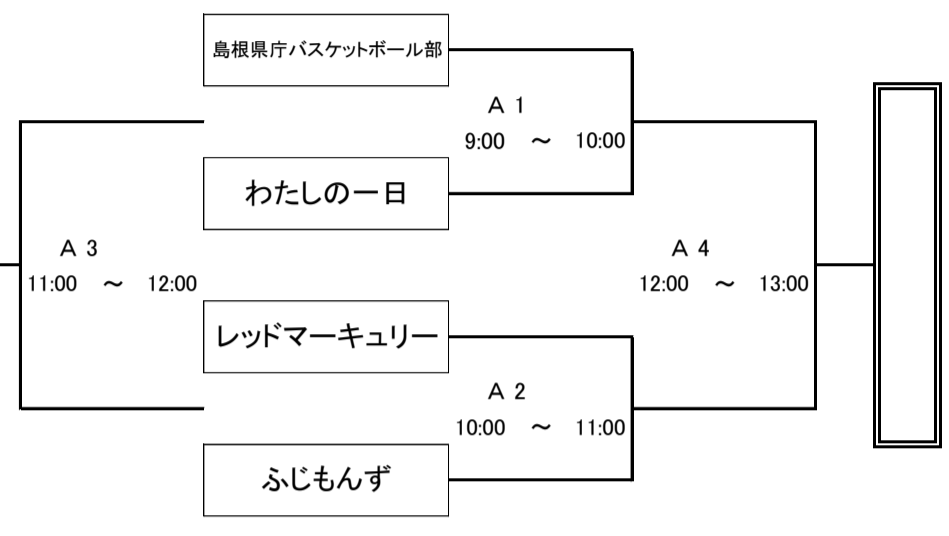 島根県庁バスケットボール部
A 1
9:00 ～ 10:00
わたしの一日
A 3
11:00 ～ 12:00
A 4
12:00 ～ 13:00
レッドマーキュリー
A 2
10:00 ～ 11:00
ふじもんず